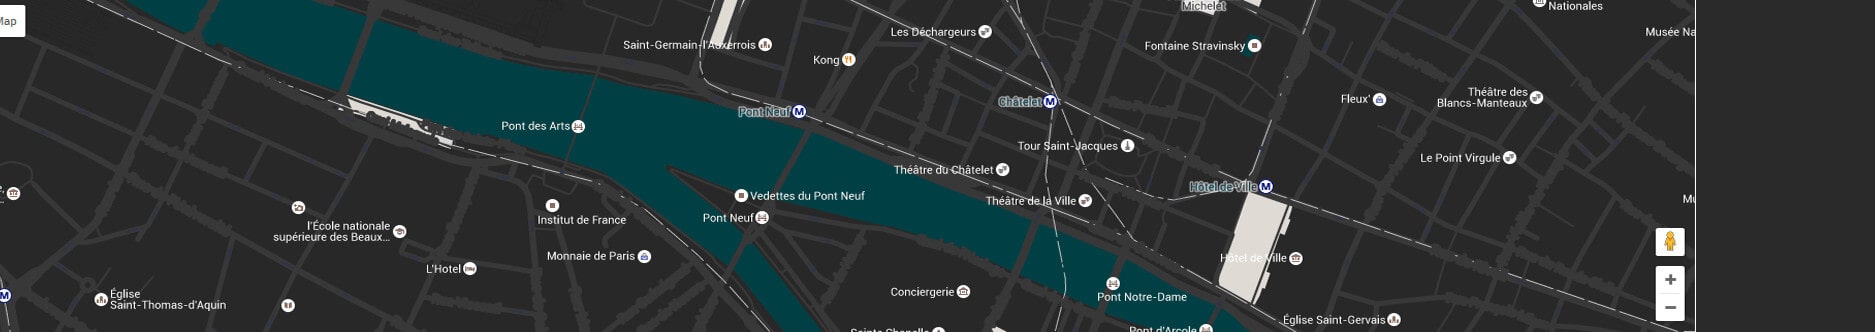 Map
Michelet
Nationales
Saint-Germain-l'Auxerrois
Les Déchargeurs
Musée Na
Fontaine Stravinsky
Kong
Théâtre des
Blancs-Manteaux
Fleux'
Châtelet M
Pont Neuf M
Pont des Arts
Tour Saint-Jacques
Le Point Virgule
Théâtre du Châtelet
Hôtel de Ville M
Vedettes du Pont Neuf
Théâtre de la Ville
Mu
Institut de France
Pont Neuf
l'École nationale
supérieure des Beaux...
Monnaie de Paris
Hôtel de Ville
L'Hotel
Conciergerie
Pont Notre-Dame
M
Église
Saint-Thomas-d'Aquin
Église Saint-Gervais
Pont d'Arcole
Sainte Chapelle